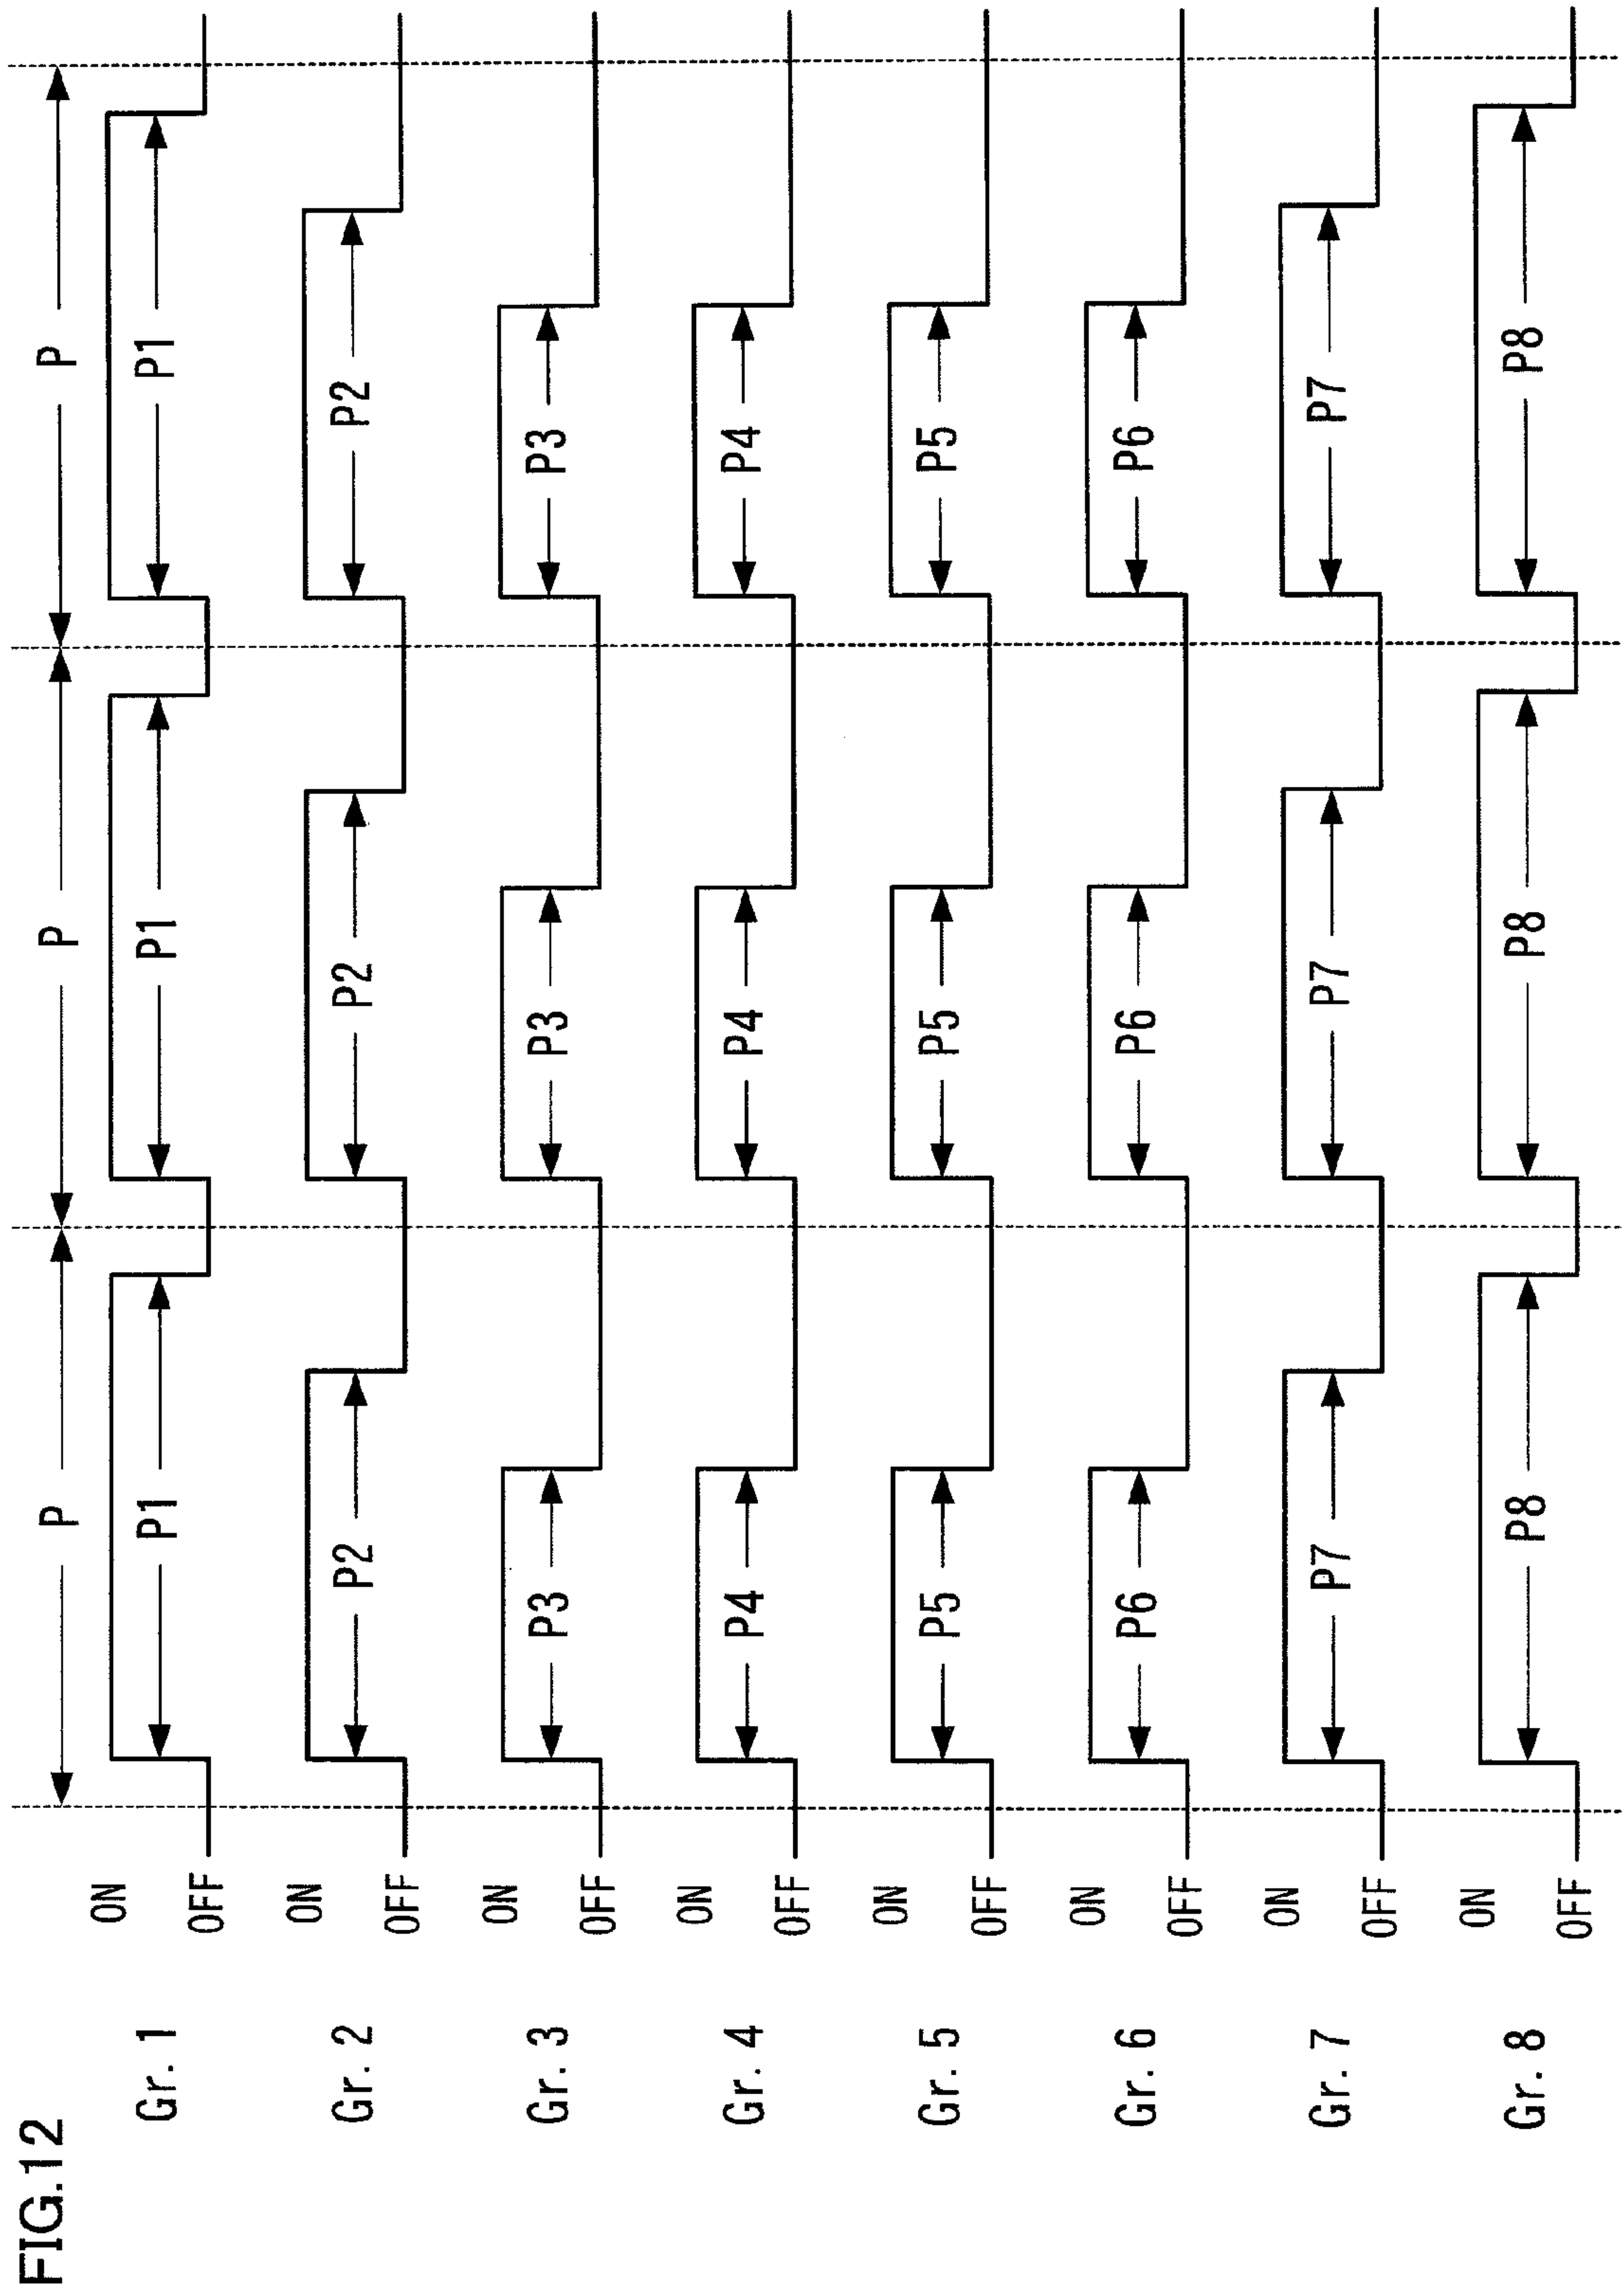 FIG.12
P P P
Gr. 1 ON OFF P1 P1 P1
Gr. 2 ON OFF P2 P2 P2
Gr. 3 ON OFF P3 P3 P3
Gr. 4 ON OFF P4 P4 P4
Gr. 5 ON OFF P5 P5 P5
Gr. 6 ON OFF P6 P6 P6
Gr. 7 ON OFF P7 P7 P7
Gr. 8 ON OFF P8 P8 P8